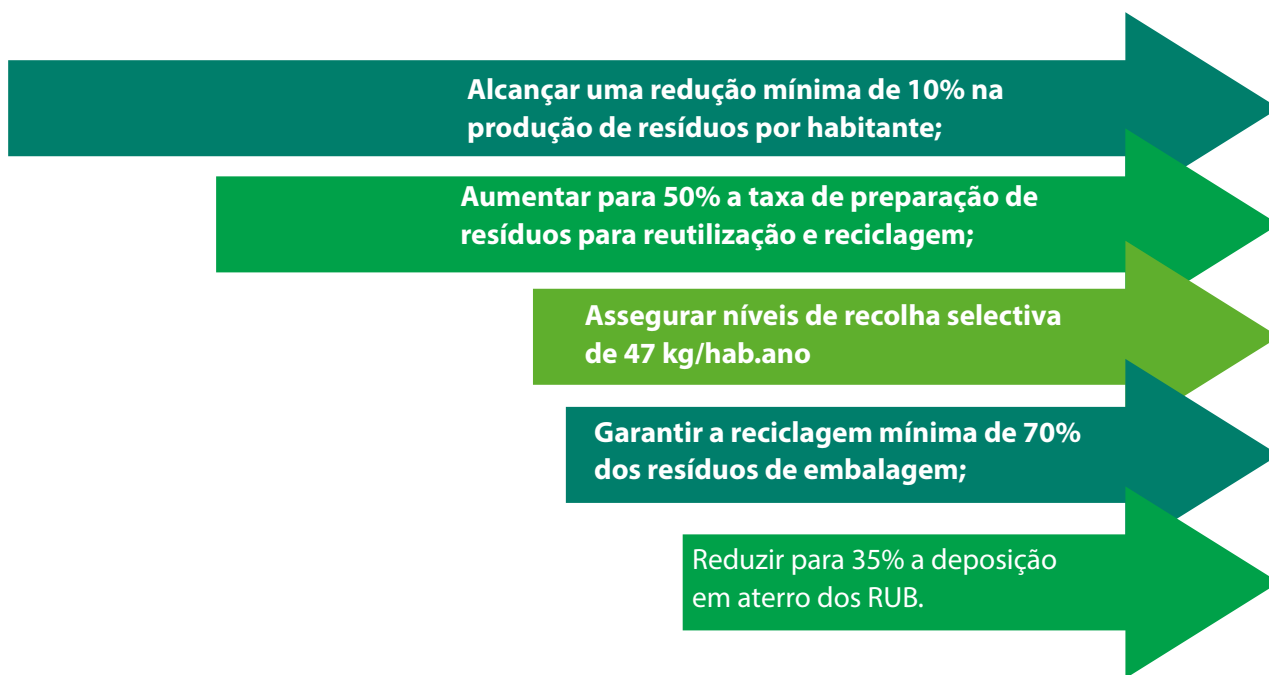 Alcançar uma redução mínima de 10% na
produção de resíduos por habitante;
Aumentar para 50% a taxa de preparação de
resíduos para reutilização e reciclagem;
Assegurar níveis de recolha selectiva
de 47 kg/hab.ano
Garantir a reciclagem mínima de 70%
dos resíduos de embalagem;
Reduzir para 35% a deposição
em aterro dos RUB.